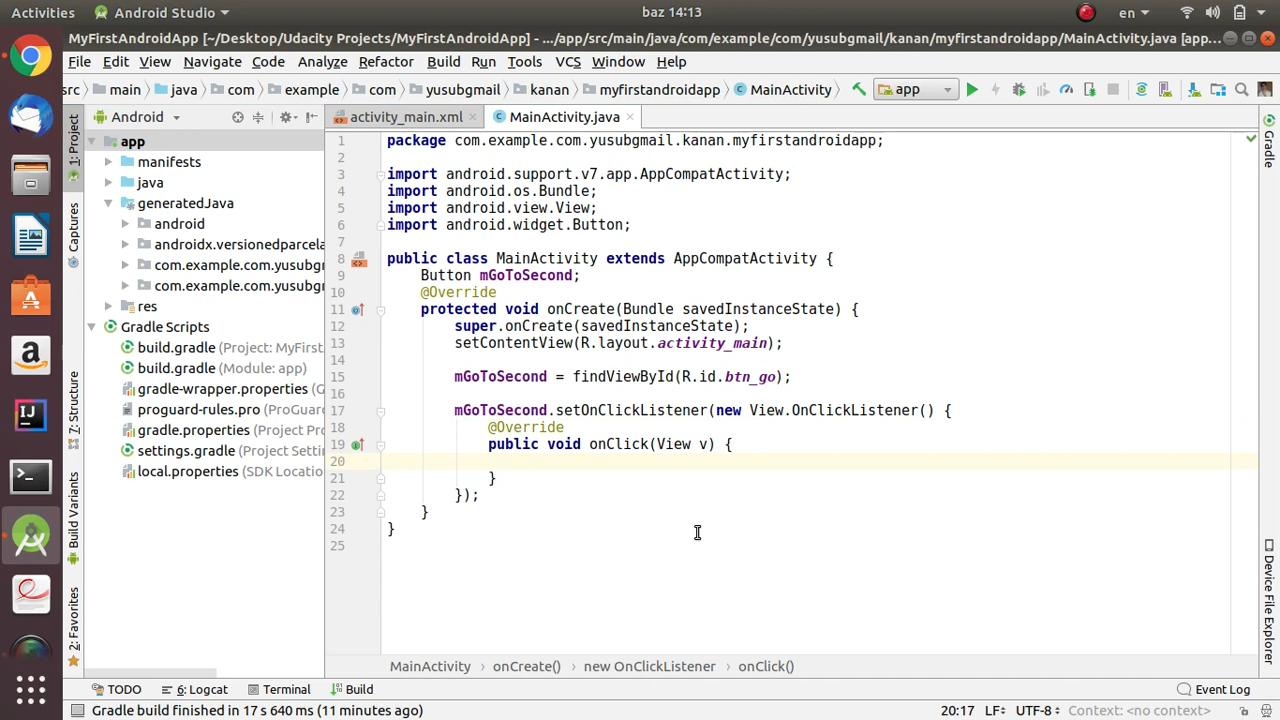 Activities Android Studio baz 14:13 en
MyFirstAndroidApp [~/Desktop/Udacity Projects/MyFirstAndroidApp] - .../app/src/main/java/com/example/com/yusubgmail/kanan/myfirstandroidapp/MainActivity.java [app...
File Edit View Navigate Code Analyze Refactor Build Run Tools VCS Window Help
src main java com example com yusubgmail kanan myfirstandroidapp MainActivity app
1: Project
Captures
7: Structure
Build Variants
2: Favorites
Android
app
manifests
java
generatedJava
android
androidx.versionedparcela
com.example.com.yusubgr
com.example.com.yusubgr
res
Gradle Scripts
build.gradle (Project: MyFirst
build.gradle (Module: app)
gradle-wrapper.properties (G
proguard-rules.pro (ProGuar
gradle.properties (Project Pro
settings.gradle (Project Settin
local.properties (SDK Locatio
activity_main.xml MainActivity.java
1 package com.example.com.yusubgmail.kanan.myfirstandroidapp;
2
3 import android.support.v7.app.AppCompatActivity;
4 import android.os.Bundle;
5 import android.view.View;
6 import android.widget.Button;
7
8 public class MainActivity extends AppCompatActivity {
9 Button mGoToSecond;
10 @Override
11 protected void onCreate(Bundle savedInstanceState) {
12 super.onCreate(savedInstanceState);
13 setContentView(R.layout.activity_main);
14
15 mGoToSecond = findViewById(R.id.btn_go);
16
17 mGoToSecond.setOnClickListener(new View.OnClickListener() {
18 @Override
19 public void onClick(View v) {
20
21 }
22 });
23 }
24 }
25
Gradle
Device File Explorer
MainActivity onCreate() new OnClickListener onClick()
TODO 6: Logcat Terminal Build Event Log
Gradle build finished in 17 s 640 ms (11 minutes ago) 20:17 LF UTF-8 Context: <no context>